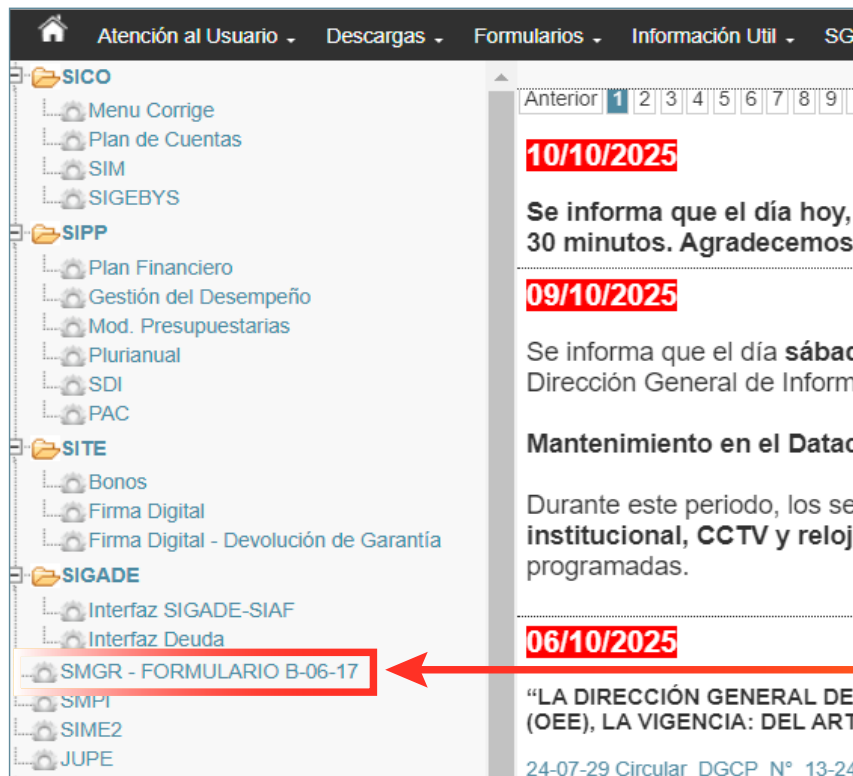 Atención al Usuario Descargas Formularios Información Util SG
SICO
Menu Corrige
Plan de Cuentas
SIM
SIGEBYS
SIPP
Plan Financiero
Gestión del Desempeño
Mod. Presupuestarias
Plurianual
SDI
PAC
SITE
Bonos
Firma Digital
Firma Digital - Devolución de Garantía
SIGADE
Interfaz SIGADE-SIAF
Interfaz Deuda
SMGR - FORMULARIO B-06-17
SMPI
SIME2
JUPE
Anterior 1 2 3 4 5 6 7 8 9
10/10/2025
Se informa que el día hoy,
30 minutos. Agradecemos
09/10/2025
Se informa que el día sábad
Dirección General de Inform
Mantenimiento en el Datac
Durante este periodo, los se
institucional, CCTV y reloj
programadas.
06/10/2025
“LA DIRECCIÓN GENERAL DE
(OEE), LA VIGENCIA: DEL ART
24-07-29 Circular DGCP N° 13-24